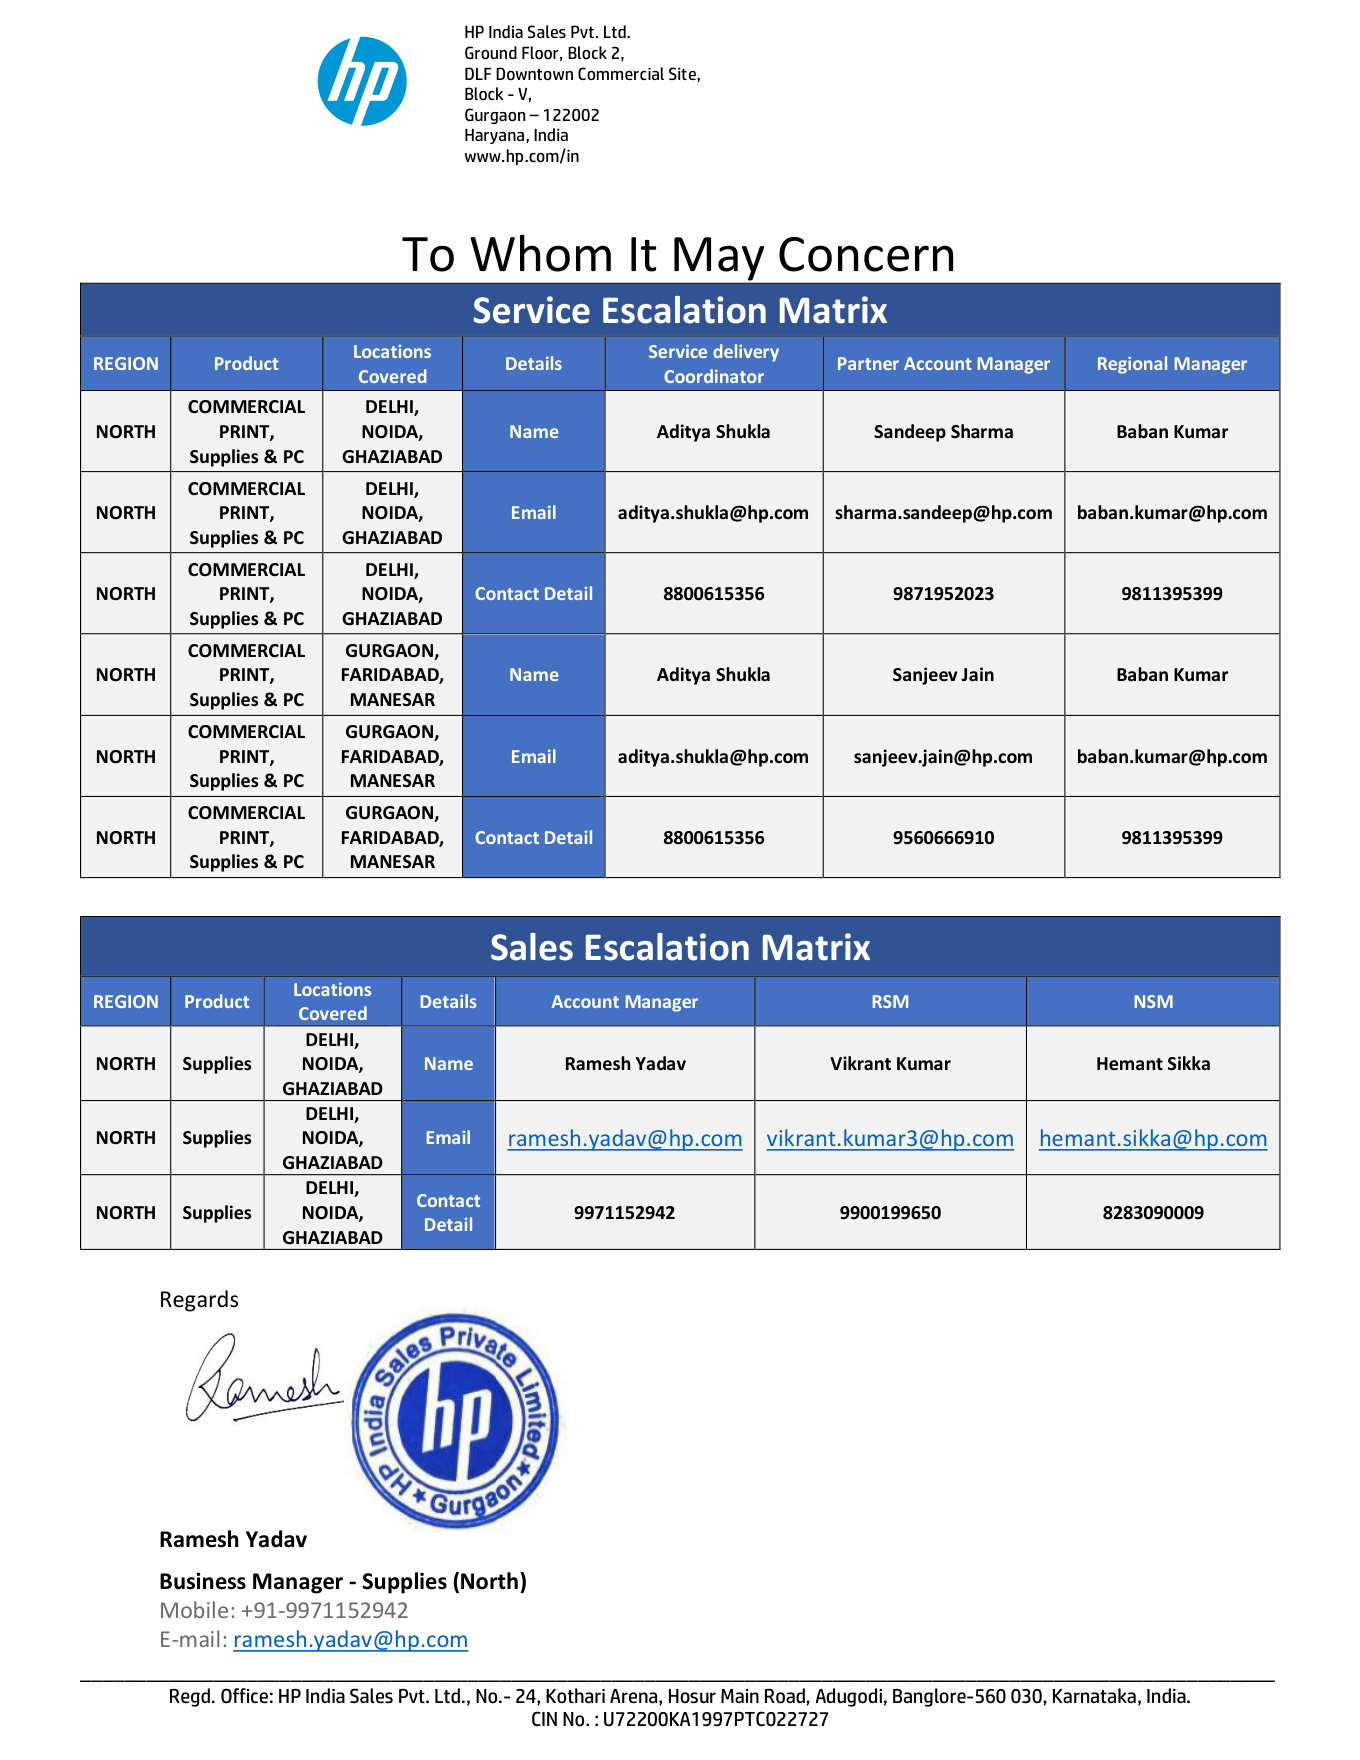 hp
HP India Sales Pvt. Ltd.
Ground Floor, Block 2,
DLF Downtown Commercial Site,
Block - V,
Gurgaon – 122002
Haryana, India
www.hp.com/in
To Whom It May Concern
Service Escalation Matrix
REGION Product Locations Covered Details Service delivery Coordinator Partner Account Manager Regional Manager
NORTH COMMERCIAL PRINT, Supplies & PC DELHI, NOIDA, GHAZIABAD Name Aditya Shukla Sandeep Sharma Baban Kumar
NORTH COMMERCIAL PRINT, Supplies & PC DELHI, NOIDA, GHAZIABAD Email aditya.shukla@hp.com sharma.sandeep@hp.com baban.kumar@hp.com
NORTH COMMERCIAL PRINT, Supplies & PC DELHI, NOIDA, GHAZIABAD Contact Detail 8800615356 9871952023 9811395399
NORTH COMMERCIAL PRINT, Supplies & PC GURGAON, FARIDABAD, MANESAR Name Aditya Shukla Sanjeev Jain Baban Kumar
NORTH COMMERCIAL PRINT, Supplies & PC GURGAON, FARIDABAD, MANESAR Email aditya.shukla@hp.com sanjeev.jain@hp.com baban.kumar@hp.com
NORTH COMMERCIAL PRINT, Supplies & PC GURGAON, FARIDABAD, MANESAR Contact Detail 8800615356 9560666910 9811395399
Sales Escalation Matrix
REGION Product Locations Covered Details Account Manager RSM NSM
NORTH Supplies DELHI, NOIDA, GHAZIABAD Name Ramesh Yadav Vikrant Kumar Hemant Sikka
NORTH Supplies DELHI, NOIDA, GHAZIABAD Email ramesh.yadav@hp.com vikrant.kumar3@hp.com hemant.sikka@hp.com
NORTH Supplies DELHI, NOIDA, GHAZIABAD Contact Detail 9971152942 9900199650 8283090009
Regards
Ramesh
HP India Sales Private Limited
hp
Gurgaon
Ramesh Yadav
Business Manager - Supplies (North)
Mobile: +91-9971152942
E-mail: ramesh.yadav@hp.com
Regd. Office: HP India Sales Pvt. Ltd., No.- 24, Kothari Arena, Hosur Main Road, Adugodi, Banglore-560 030, Karnataka, India.
CIN No. : U72200KA1997PTC022727